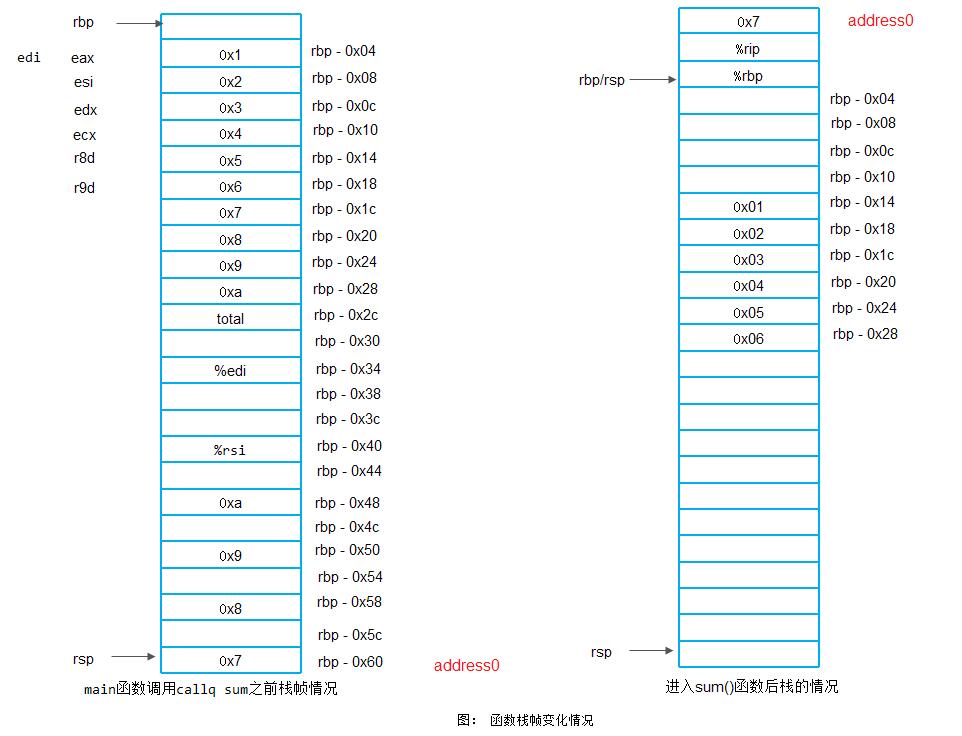 rbp
edi eax 0x1 rbp - 0x04
esi 0x2 rbp - 0x08
edx 0x3 rbp - 0x0c
ecx 0x4 rbp - 0x10
r8d 0x5 rbp - 0x14
r9d 0x6 rbp - 0x18
0x7 rbp - 0x1c
0x8 rbp - 0x20
0x9 rbp - 0x24
0xa rbp - 0x28
total rbp - 0x2c
rbp - 0x30
%edi rbp - 0x34
rbp - 0x38
rbp - 0x3c
%rsi rbp - 0x40
rbp - 0x44
0xa rbp - 0x48
rbp - 0x4c
0x9 rbp - 0x50
rbp - 0x54
0x8 rbp - 0x58
rbp - 0x5c
rsp 0x7 rbp - 0x60 address0
main函数调用callq sum之前栈帧情况
0x7 address0
%rip
rbp/rsp %rbp
rbp - 0x04
rbp - 0x08
rbp - 0x0c
rbp - 0x10
0x01 rbp - 0x14
0x02 rbp - 0x18
0x03 rbp - 0x1c
0x04 rbp - 0x20
0x05 rbp - 0x24
0x06 rbp - 0x28
rsp
进入sum()函数后栈的情况
图： 函数栈帧变化情况